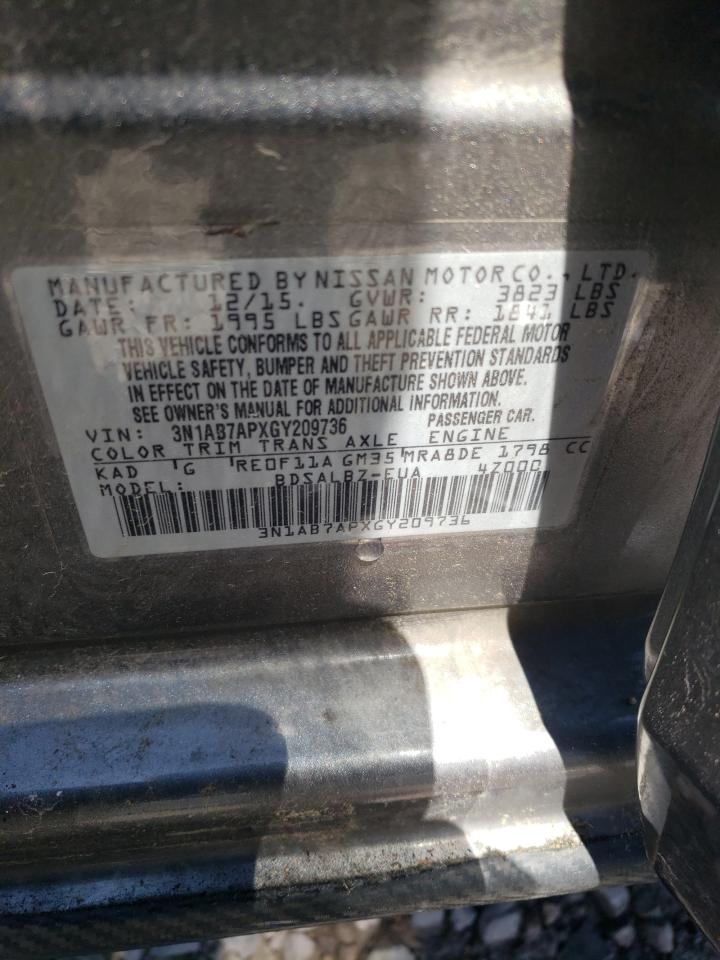 MANUFACTURED BY NISSAN MOTOR CO., LTD.
DATE: 12/15. GVWR: 3823 LBS
GAWR FR: 1995 LBS GAWR RR: 1841 LBS
THIS VEHICLE CONFORMS TO ALL APPLICABLE FEDERAL MOTOR
VEHICLE SAFETY, BUMPER AND THEFT PREVENTION STANDARDS
IN EFFECT ON THE DATE OF MANUFACTURE SHOWN ABOVE.
SEE OWNER'S MANUAL FOR ADDITIONAL INFORMATION.
VIN: 3N1AB7APXGY209736 PASSENGER CAR.
COLOR TRIM TRANS AXLE ENGINE
KAD G RE0F11A GM35 MRA8DE 1798 CC
MODEL: BDSALBZ-EUA 4Z000
3N1AB7APXGY209736